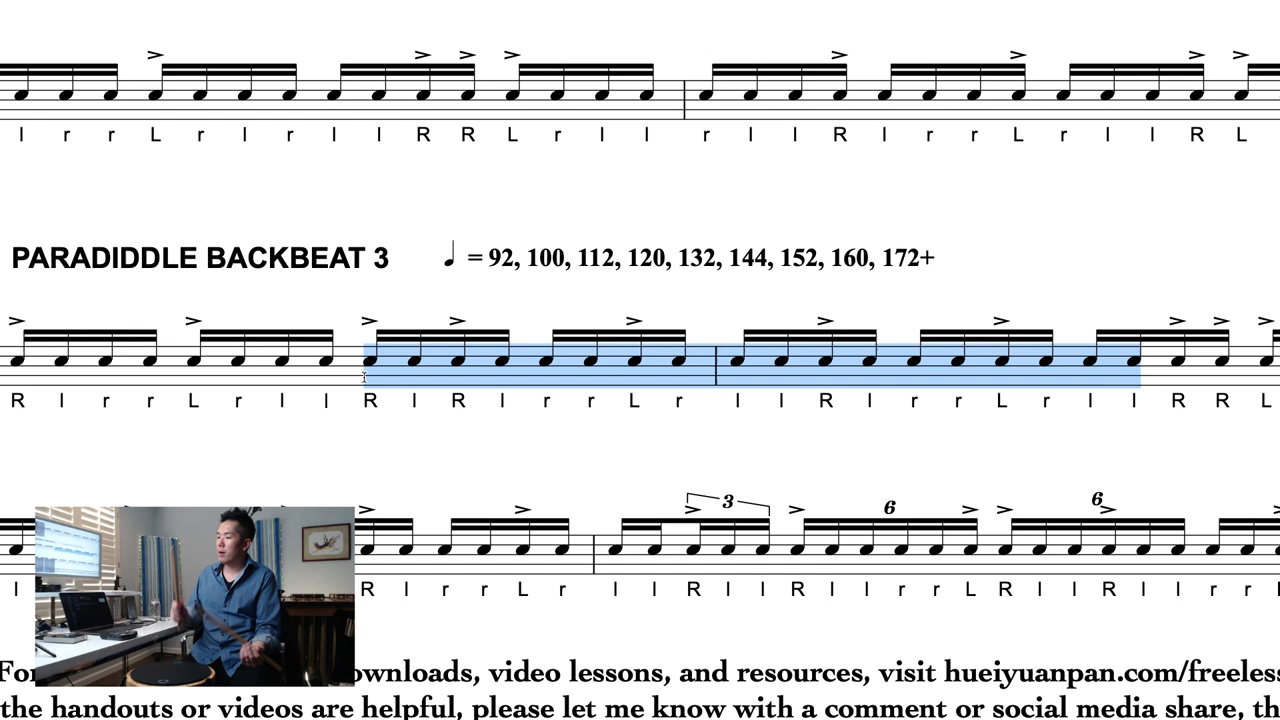 l r r L r l r l l R R L r l l r l l R l r r L r l l R L
PARADIDDLE BACKBEAT 3 = 92, 100, 112, 120, 132, 144, 152, 160, 172+
R l r r L r l l R l R l r r L r l l R l r r L r l l R R L
3 6 6
l R l r r L r l l R l R l r r L R l R l r r
ownloads, video lessons, and resources, visit hueiyuanpan.com/freeless
the handouts or videos are helpful, please let me know with a comment or social media share, th